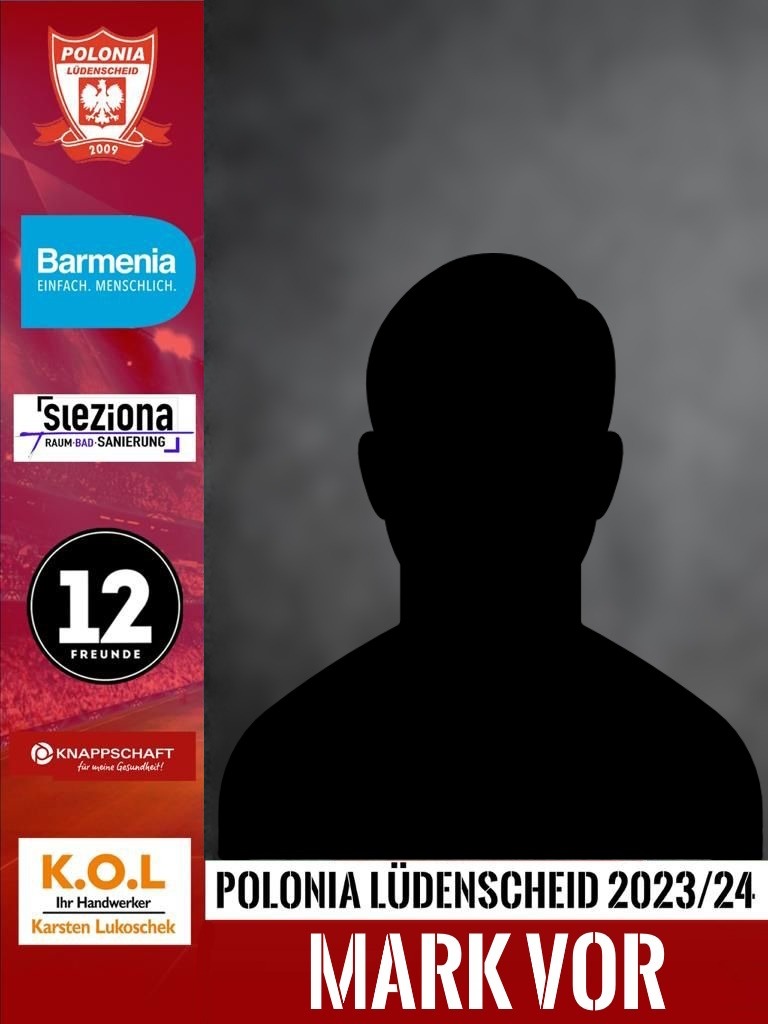 POLONIA
LÜDENSCHEID
2009
Barmenia
EINFACH. MENSCHLICH.
sleziona
RAUM·BAD·SANIERUNG
12
FREUNDE
KNAPPSCHAFT
für meine Gesundheit!
K.O.L
Ihr Handwerker
Karsten Lukoschek
POLONIA LÜDENSCHEID 2023/24
MARK VOR